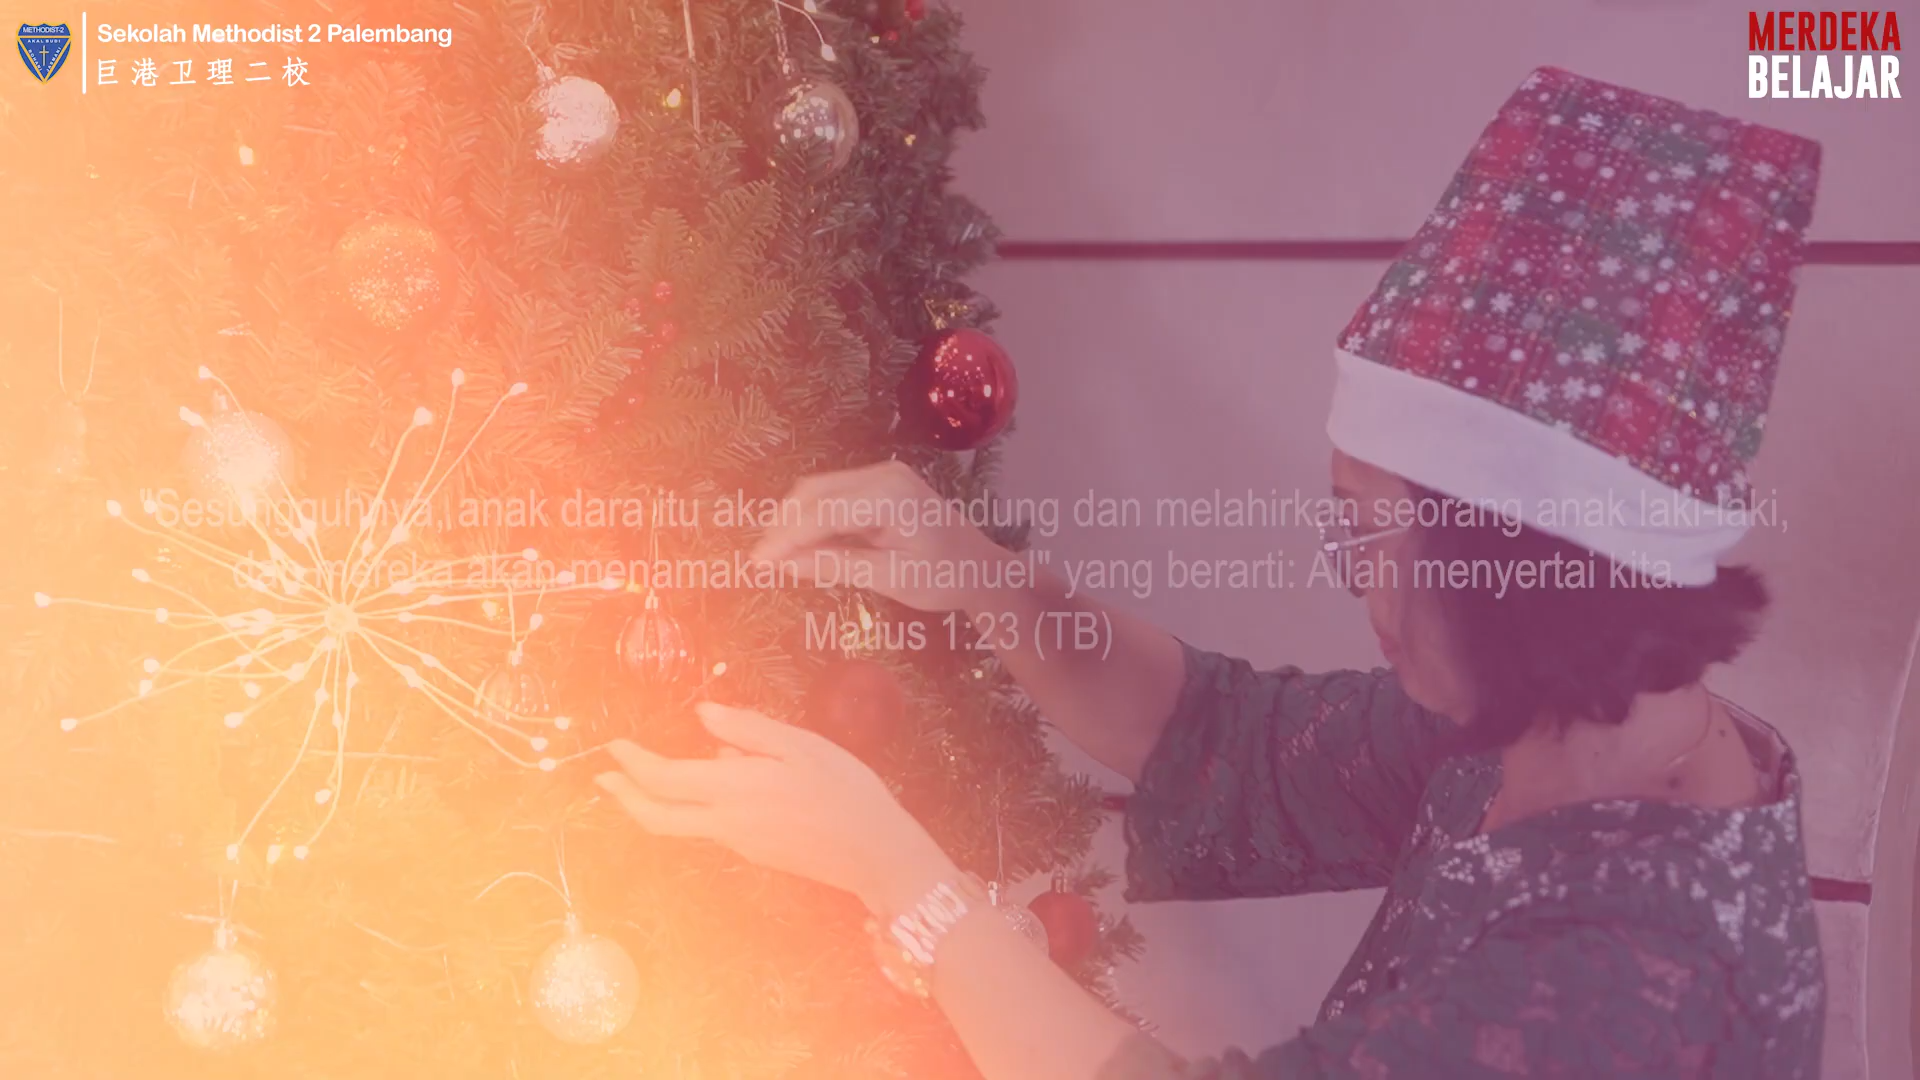 METHODIST-2
Sekolah Methodist 2 Palembang
巨港卫理二校
MERDEKA
BELAJAR
"Sesungguhnya, anak dara itu akan mengandung dan melahirkan seorang anak laki-laki,
dan mereka akan menamakan Dia Imanuel" yang berarti: Allah menyertai kita.
Matius 1:23 (TB)